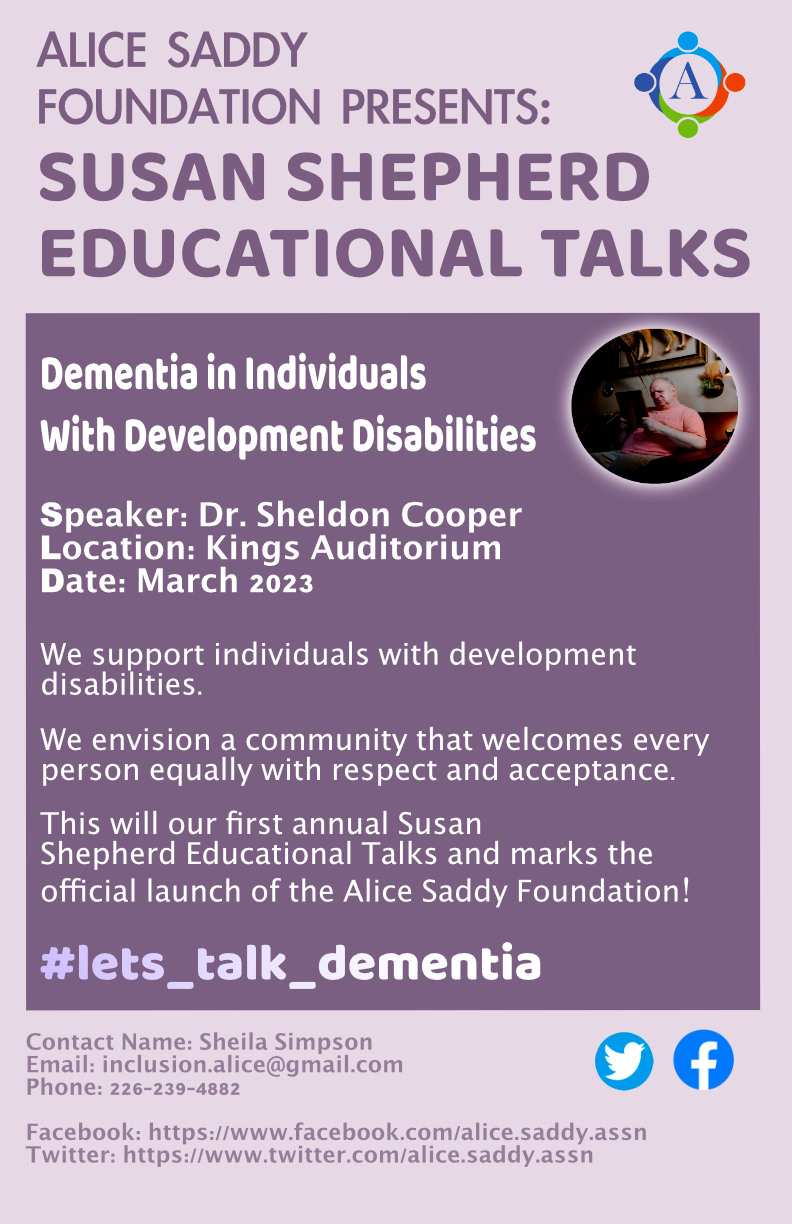 ALICE SADDY
FOUNDATION PRESENTS:
A
SUSAN SHEPHERD
EDUCATIONAL TALKS
Dementia in Individuals
With Development Disabilities
Speaker: Dr. Sheldon Cooper
Location: Kings Auditorium
Date: March 2023
We support individuals with development
disabilities.
We envision a community that welcomes every
person equally with respect and acceptance.
This will our first annual Susan
Shepherd Educational Talks and marks the
official launch of the Alice Saddy Foundation!
#lets_talk_dementia
Contact Name: Sheila Simpson
Email: inclusion.alice@gmail.com
Phone: 226-239-4882
Facebook: https://www.facebook.com/alice.saddy.assn
Twitter: https://www.twitter.com/alice.saddy.assn